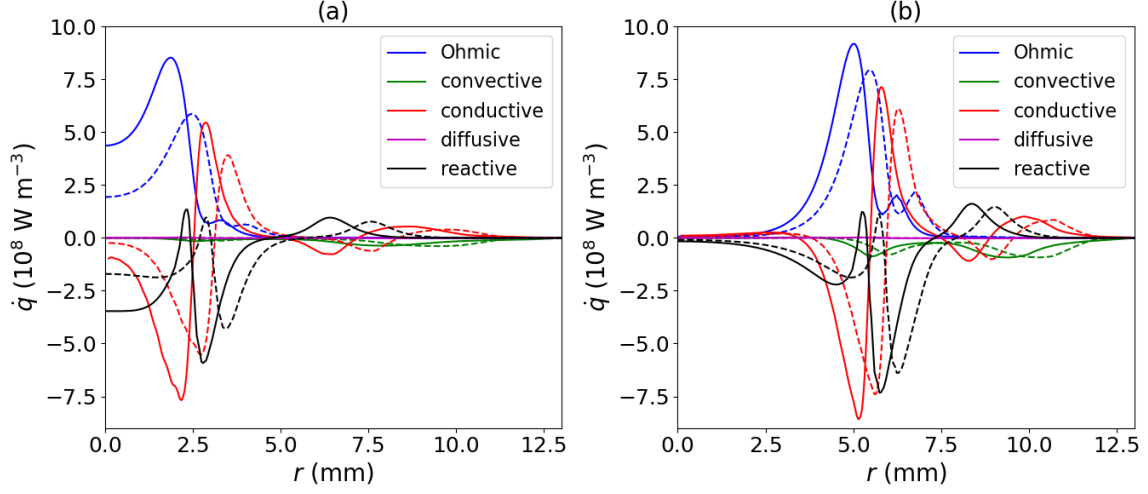 (a)
10.0
7.5
5.0
2.5
0.0
−2.5
−5.0
−7.5
q̇ (10⁸ W m⁻³)
Ohmic
convective
conductive
diffusive
reactive
0.0 2.5 5.0 7.5 10.0 12.5
r (mm)
(b)
10.0
7.5
5.0
2.5
0.0
−2.5
−5.0
−7.5
q̇ (10⁸ W m⁻³)
Ohmic
convective
conductive
diffusive
reactive
0.0 2.5 5.0 7.5 10.0 12.5
r (mm)